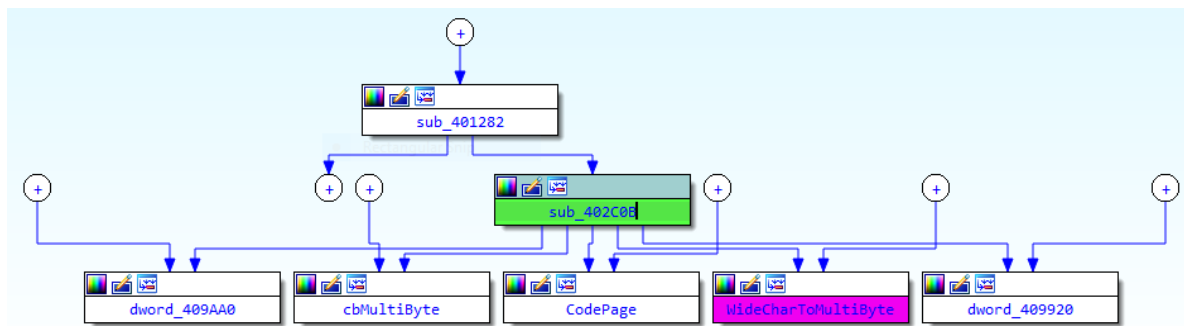 +
sub_401282
+
+
+
sub_402C0B
+
+
+
dword_409AA0
cbMultiByte
CodePage
WideCharToMultiByte
dword_409920